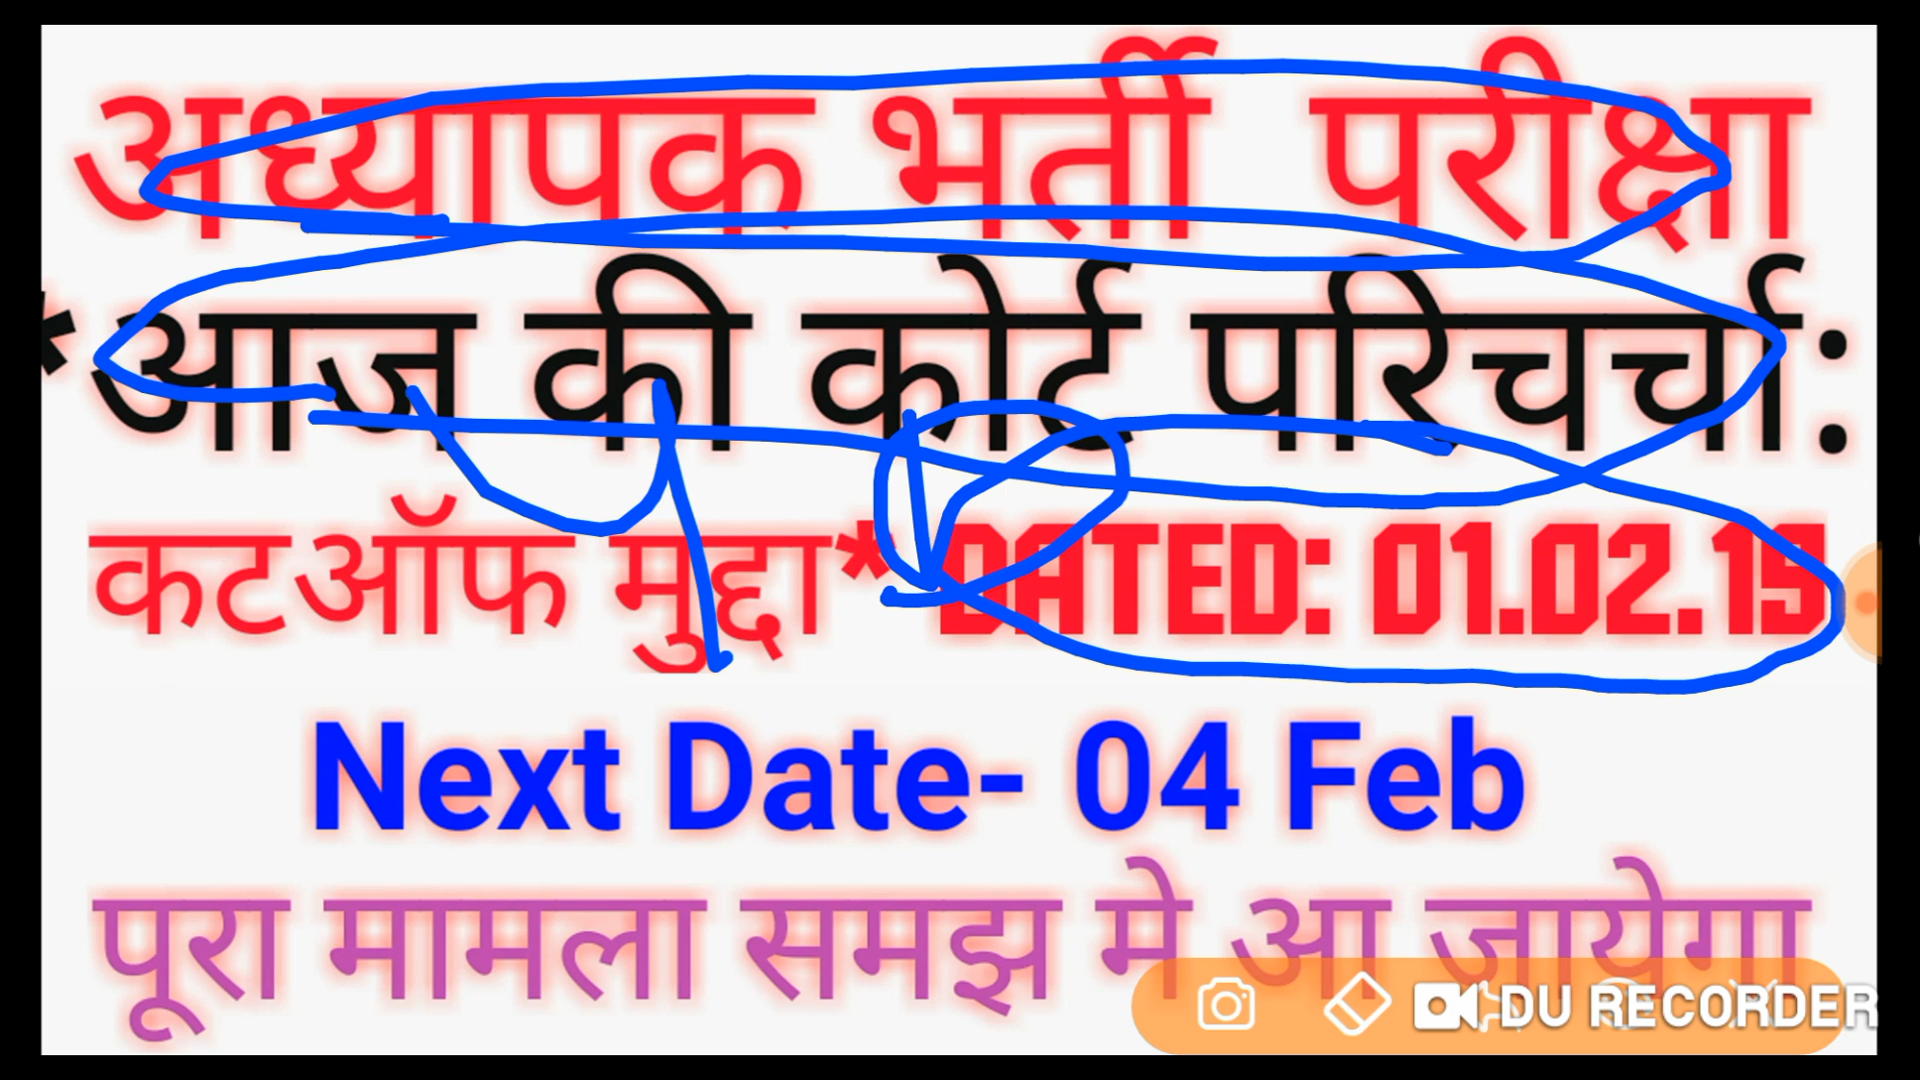 अध्यापक भर्ती परीक्षा
*आज की कोर्ट परिचर्चा:
कटऑफ मुद्दा*DATED: 01.02.19
Next Date- 04 Feb
पूरा मामला समझ मे आ जायेगा
DU RECORDER